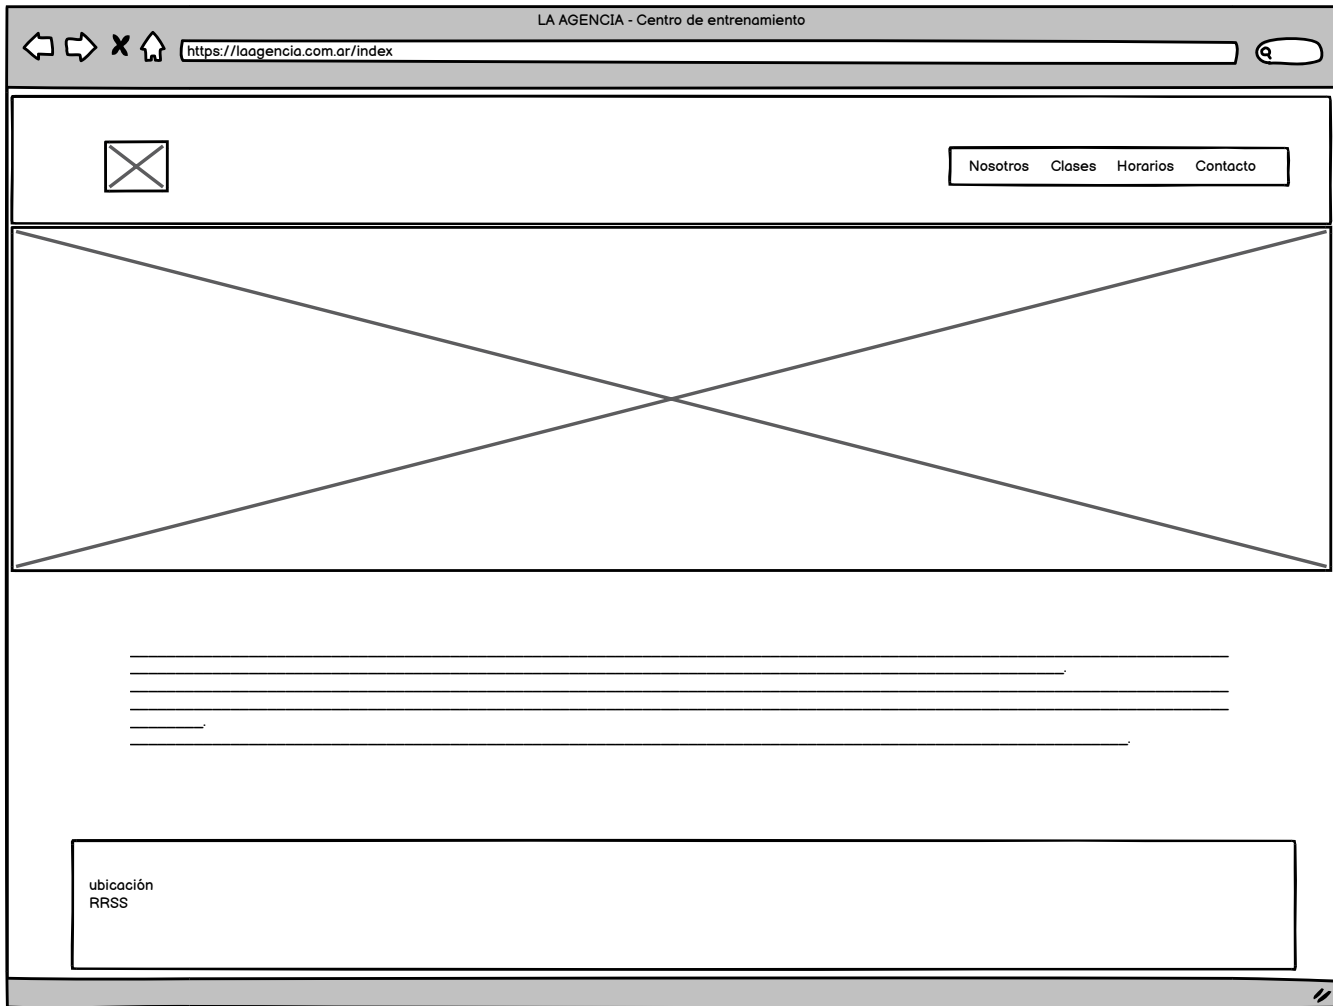 LA AGENCIA - Centro de entrenamiento
https://laagencia.com.ar/index
Nosotros Clases Horarios Contacto
ubicación
RRSS